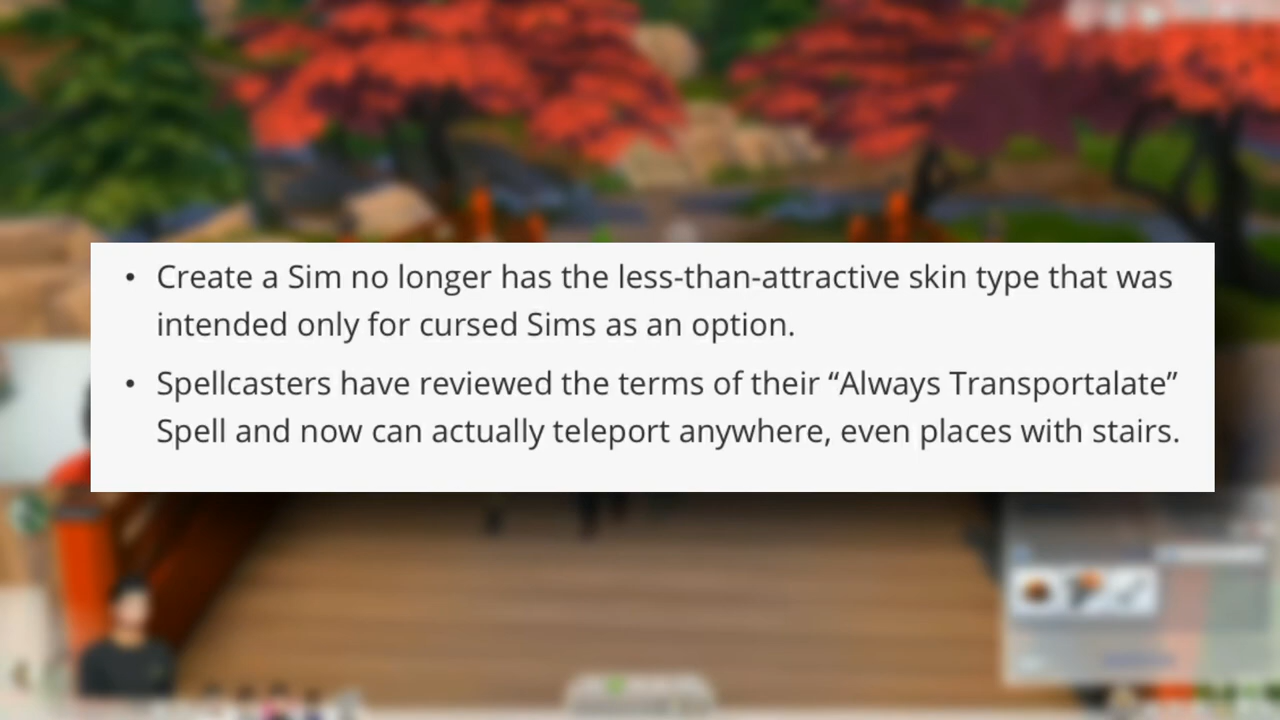 • Create a Sim no longer has the less-than-attractive skin type that was
intended only for cursed Sims as an option.
• Spellcasters have reviewed the terms of their “Always Transportalate”
Spell and now can actually teleport anywhere, even places with stairs.